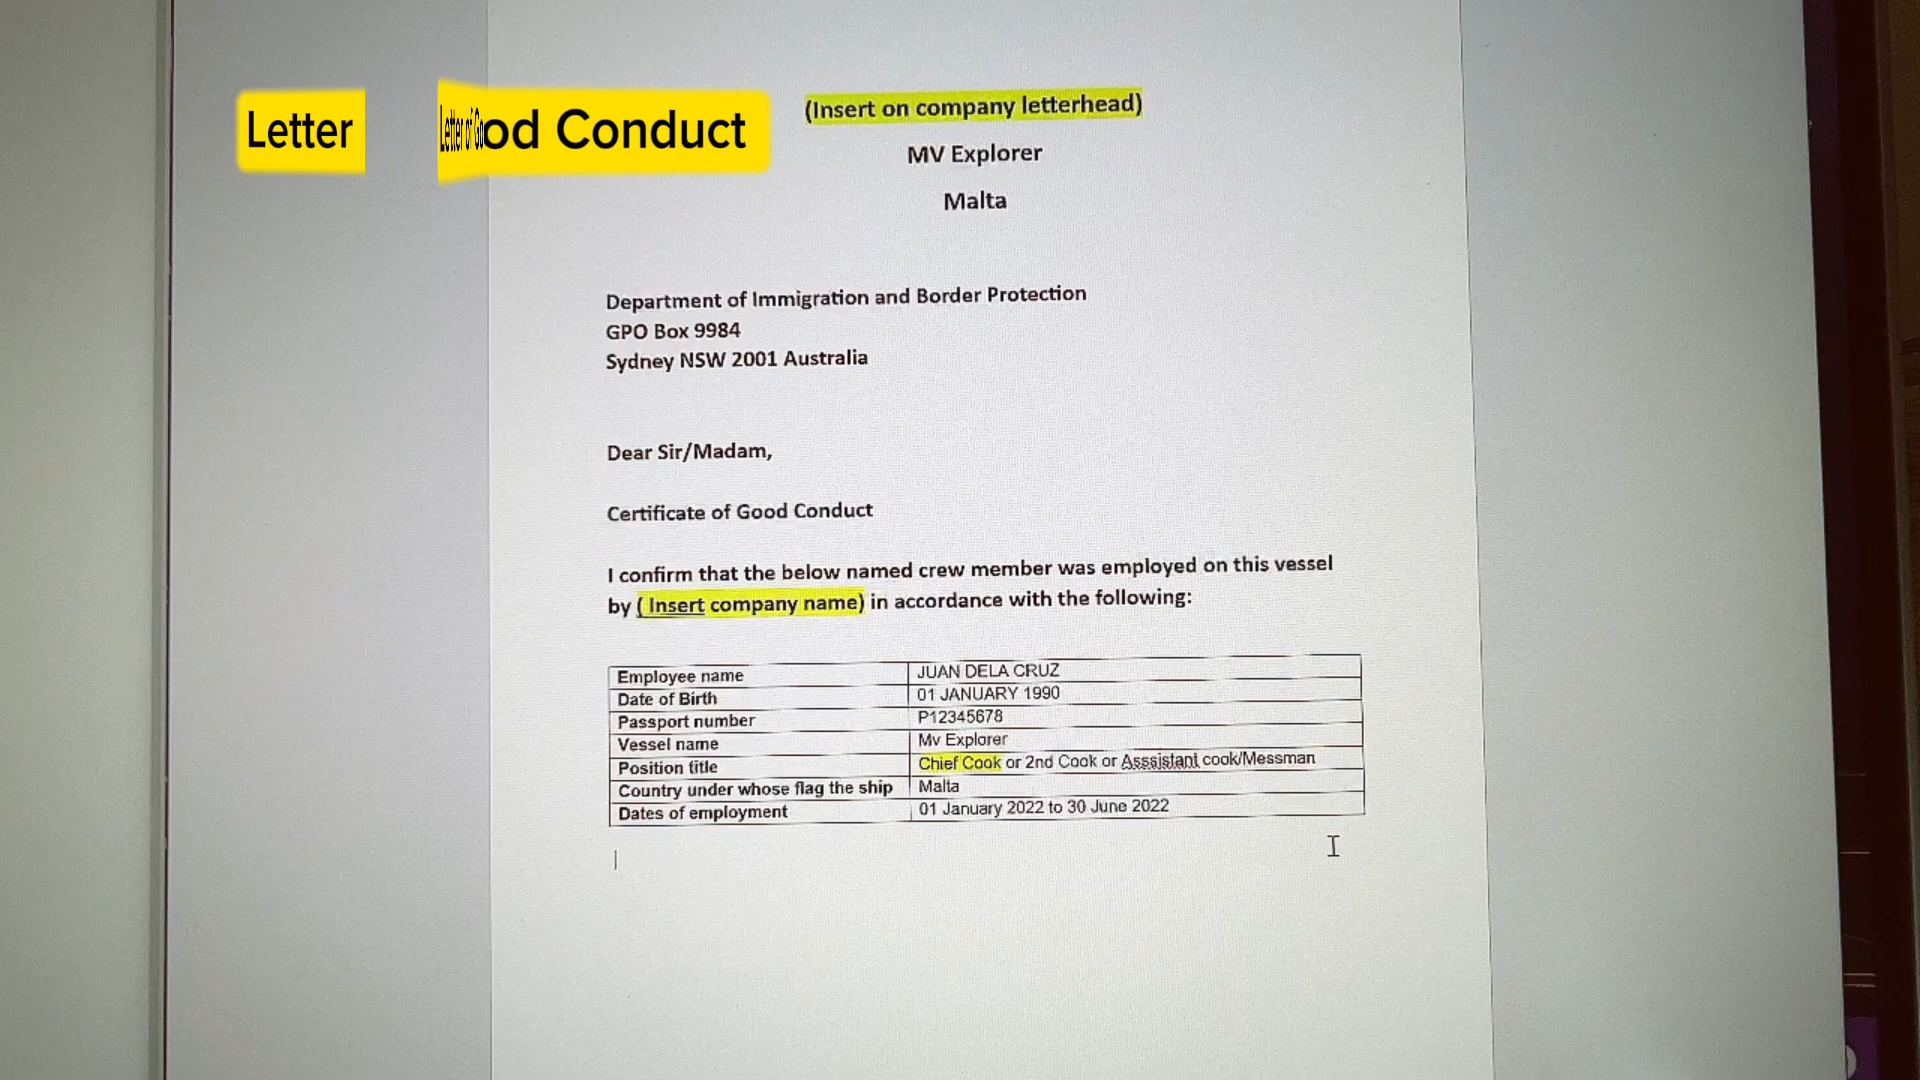 Letter
Letter of Good Conduct
(Insert on company letterhead)
MV Explorer
Malta
Department of Immigration and Border Protection
GPO Box 9984
Sydney NSW 2001 Australia
Dear Sir/Madam,
Certificate of Good Conduct
I confirm that the below named crew member was employed on this vessel
by ( Insert company name) in accordance with the following:
Employee name JUAN DELA CRUZ
Date of Birth 01 JANUARY 1990
Passport number P12345678
Vessel name Mv Explorer
Position title Chief Cook or 2nd Cook or Asssistant cook/Messman
Country under whose flag the ship Malta
Dates of employment 01 January 2022 to 30 June 2022